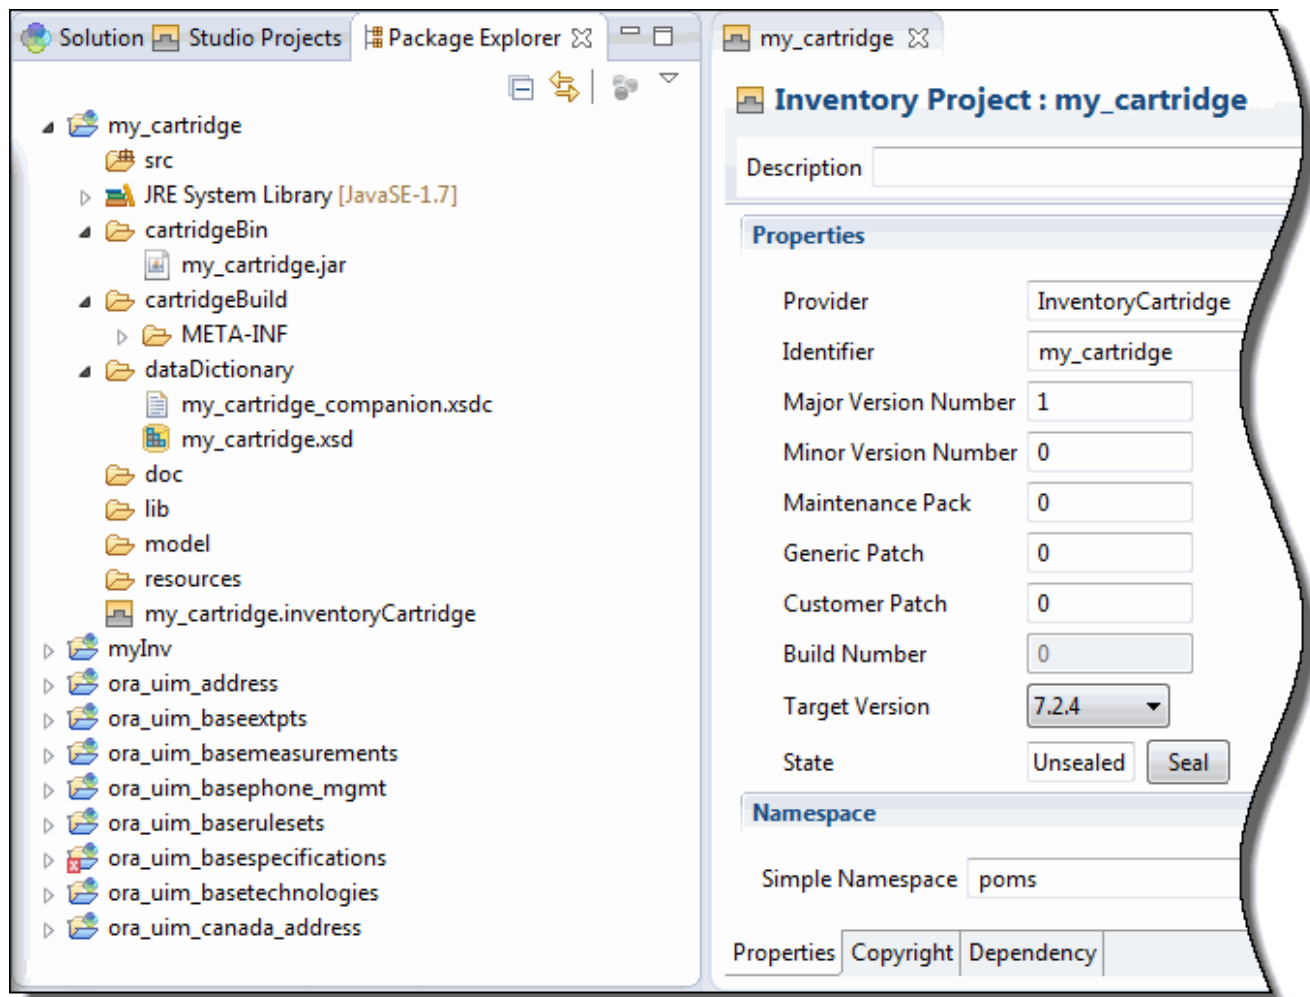 Solution Studio Projects Package Explorer
my_cartridge
src
JRE System Library [JavaSE-1.7]
cartridgeBin
my_cartridge.jar
cartridgeBuild
META-INF
dataDictionary
my_cartridge_companion.xsdc
my_cartridge.xsd
doc
lib
model
resources
my_cartridge.inventoryCartridge
myInv
ora_uim_address
ora_uim_baseextpts
ora_uim_basemeasurements
ora_uim_basephone_mgmt
ora_uim_baserulesets
ora_uim_basespecifications
ora_uim_basetechnologies
ora_uim_canada_address
my_cartridge
Inventory Project : my_cartridge
Description
Properties
Provider InventoryCartridge
Identifier my_cartridge
Major Version Number 1
Minor Version Number 0
Maintenance Pack 0
Generic Patch 0
Customer Patch 0
Build Number 0
Target Version 7.2.4
State Unsealed Seal
Namespace
Simple Namespace poms
Properties Copyright Dependency